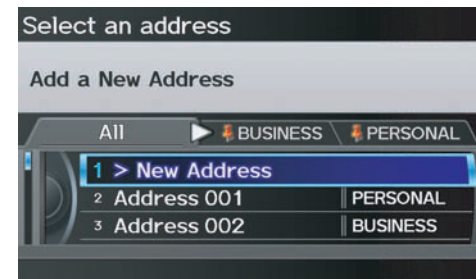 Select an address
Add a New Address
All BUSINESS PERSONAL
1 > New Address
2 Address 001 PERSONAL
3 Address 002 BUSINESS